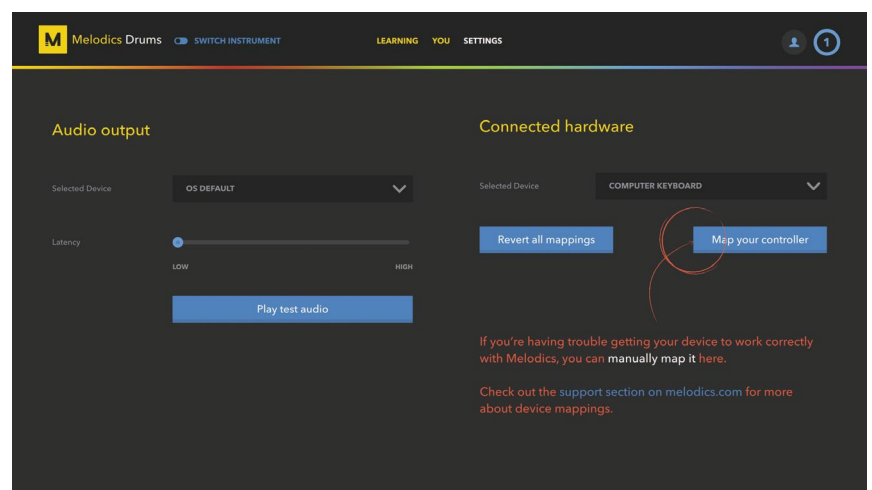 M Melodics Drums SWITCH INSTRUMENT LEARNING YOU SETTINGS 1
Audio output
Selected Device OS DEFAULT
Latency
LOW HIGH
Play test audio
Connected hardware
Selected Device COMPUTER KEYBOARD
Revert all mappings Map your controller
If you're having trouble getting your device to work correctly
with Melodics, you can manually map it here.
Check out the support section on melodics.com for more
about device mappings.